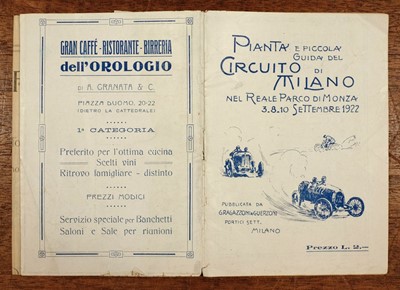 GRAN CAFFÉ - RISTORANTE - BIRRERIA
dell'OROLOGIO
DI A. GRANATA & C.
PIAZZA DUOMO, 20-22
(DIETRO LA CATTEDRALE)
1ª CATEGORIA
Preferito per l'ottima cucina
Scelti vini
Ritrovo famigliare - distinto
PREZZI MODICI
Servizio speciale per Banchetti
Saloni e Sale per riunioni
PIANTA E PICCOLA
GUIDA DEL
CIRCUITO DI
MILANO
NEL REALE PARCO DI MONZA
3.8.10 SETTEMBRE 1922
PUBBLICATA DA
GRAGAZZONI & GUERZONI
PORTICI SETT.
MILANO
Prezzo L. 2.—